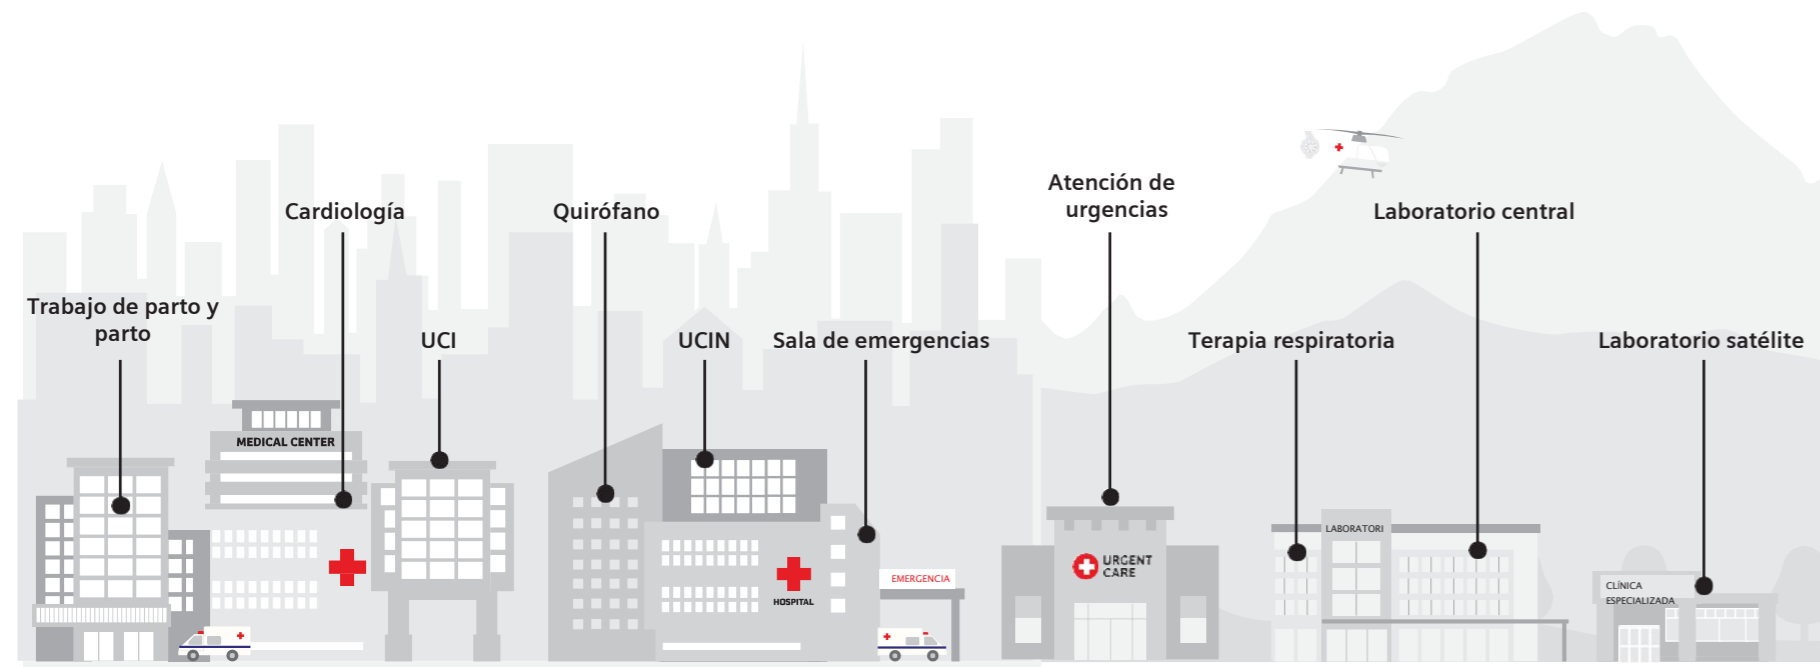 Atención de
urgencias
Cardiología
Quirófano
Laboratorio central
Trabajo de parto y
parto
UCI
UCIN
Sala de emergencias
Terapia respiratoria
Laboratorio satélite
MEDICAL CENTER
LABORATORI
URGENT
CARE
EMERGENCIA
HOSPITAL
CLÍNICA
ESPECIALIZADA